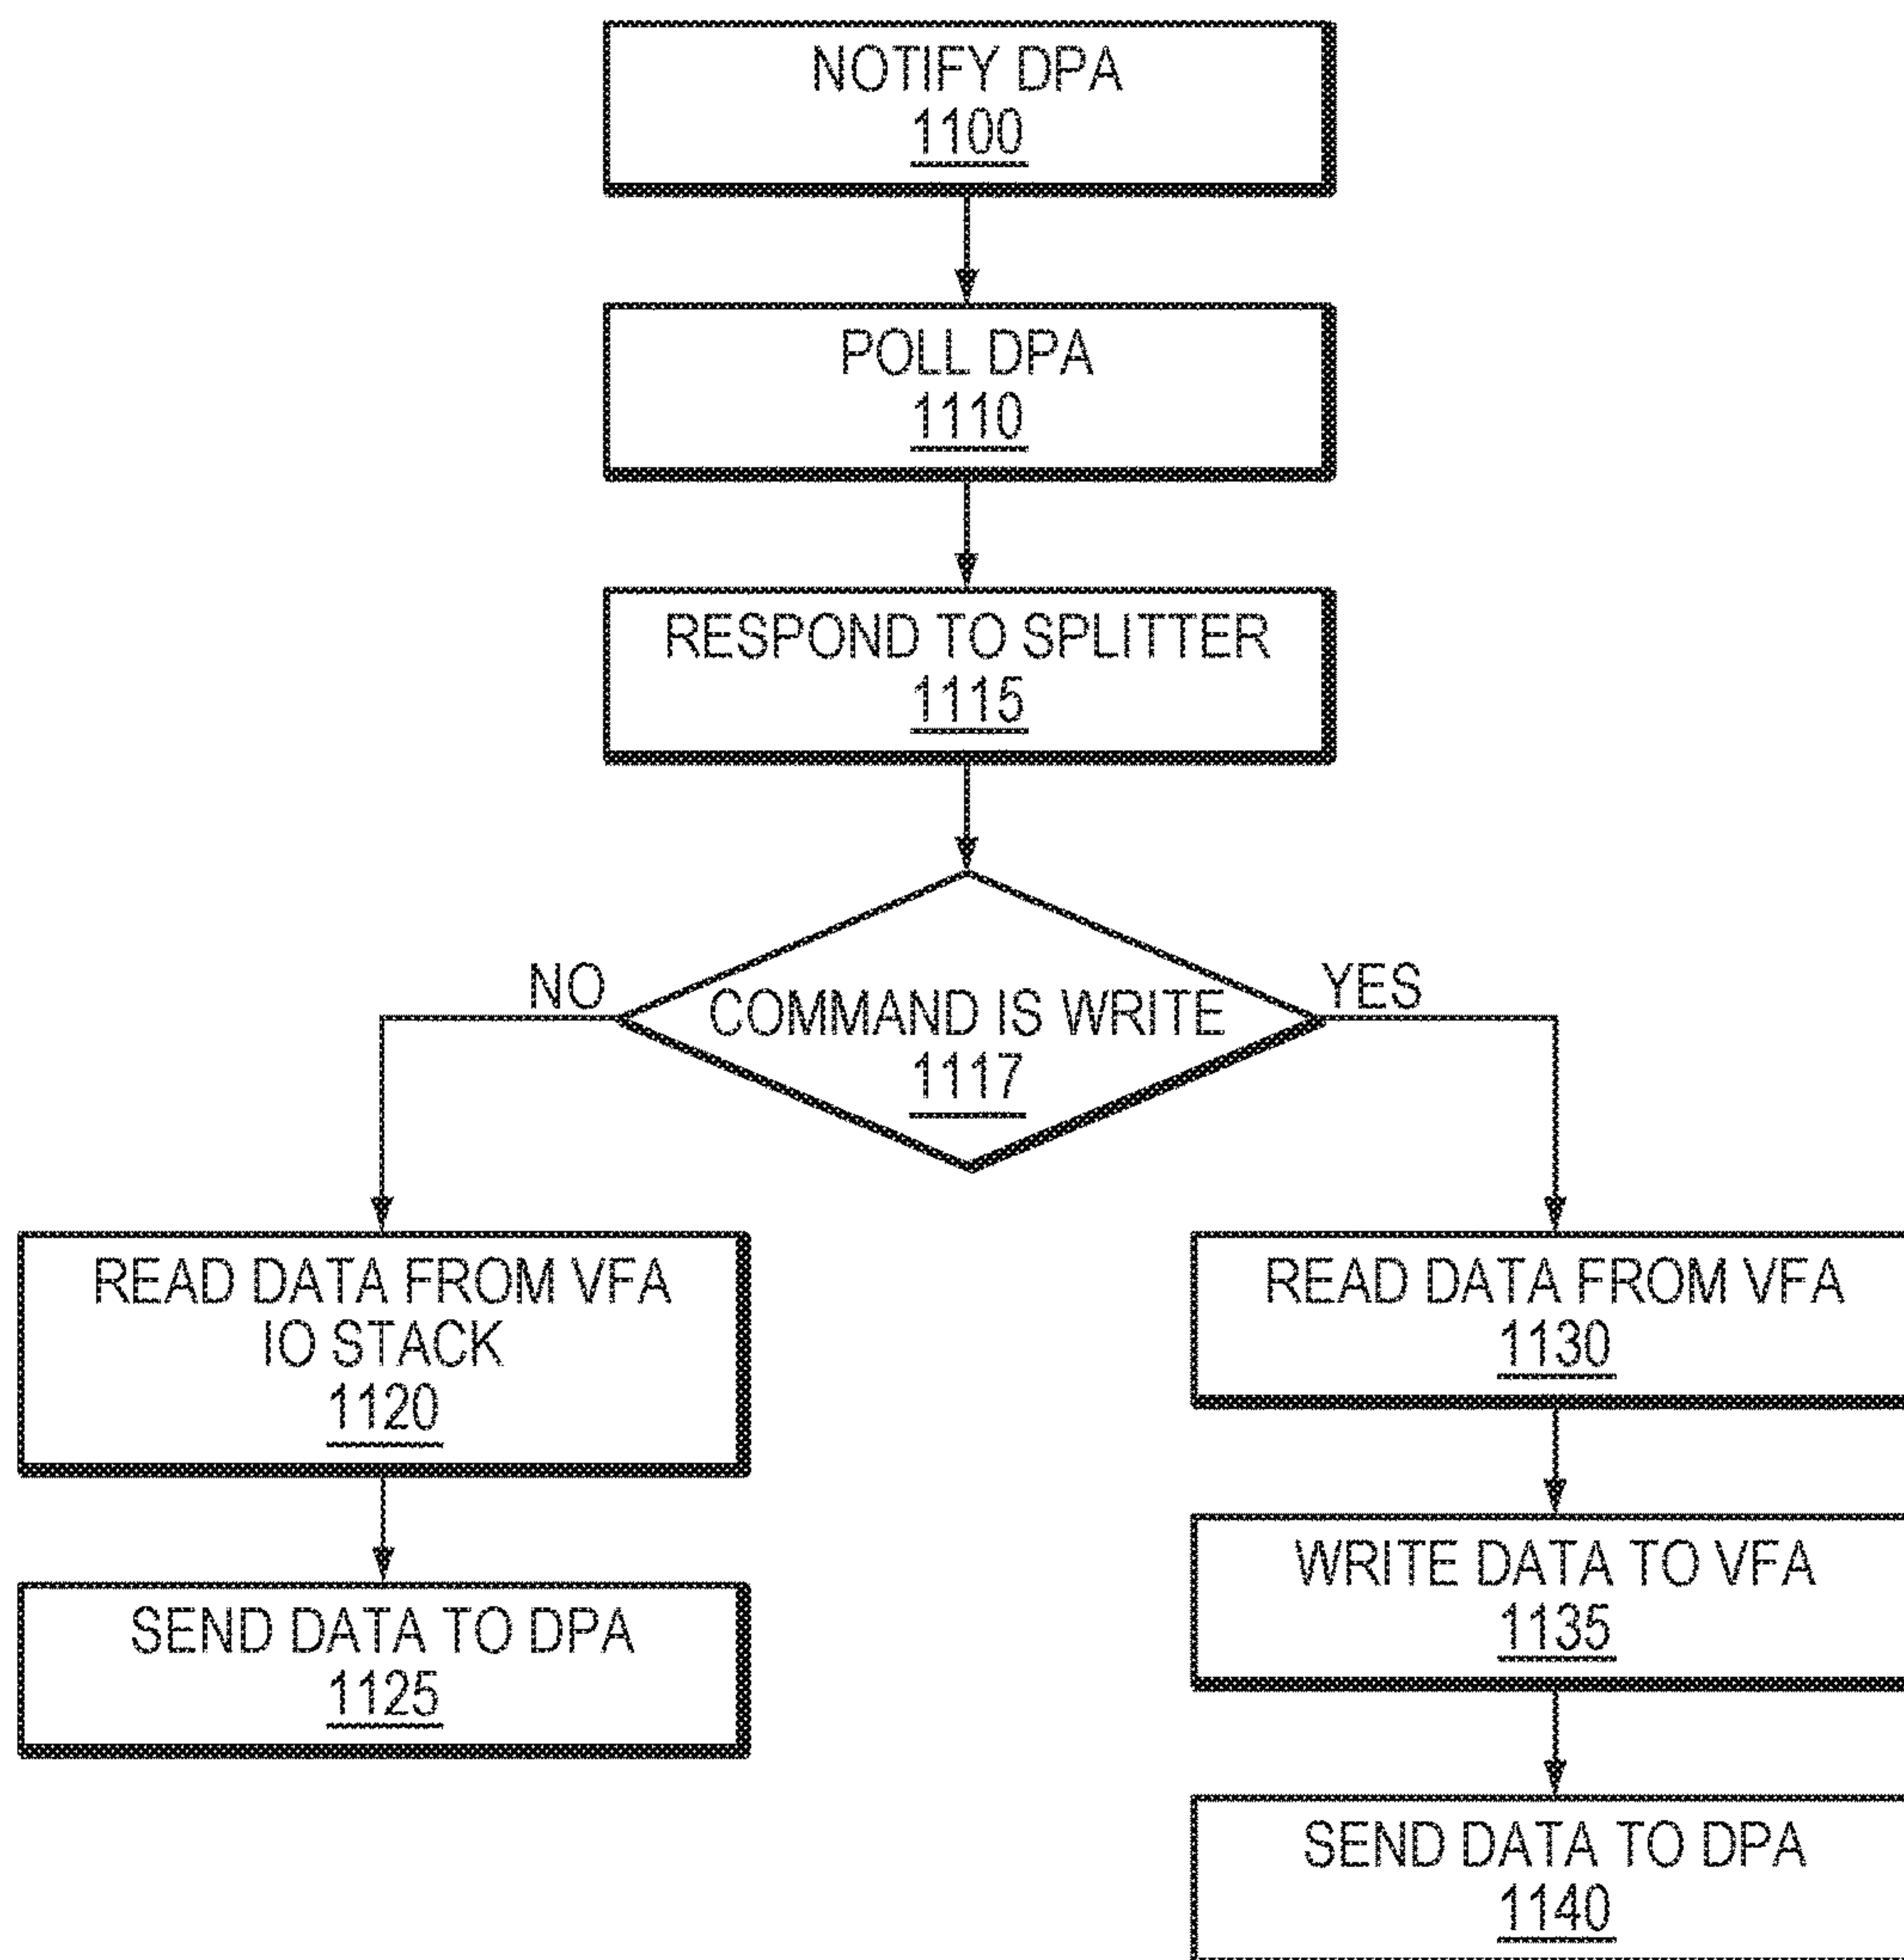 NOTIFY DPA
1100
POLL DPA
1110
RESPOND TO SPLITTER
1115
NO
YES
COMMAND IS WRITE
1117
READ DATA FROM VFA
IO STACK
1120
SEND DATA TO DPA
1125
READ DATA FROM VFA
1130
WRITE DATA TO VFA
1135
SEND DATA TO DPA
1140